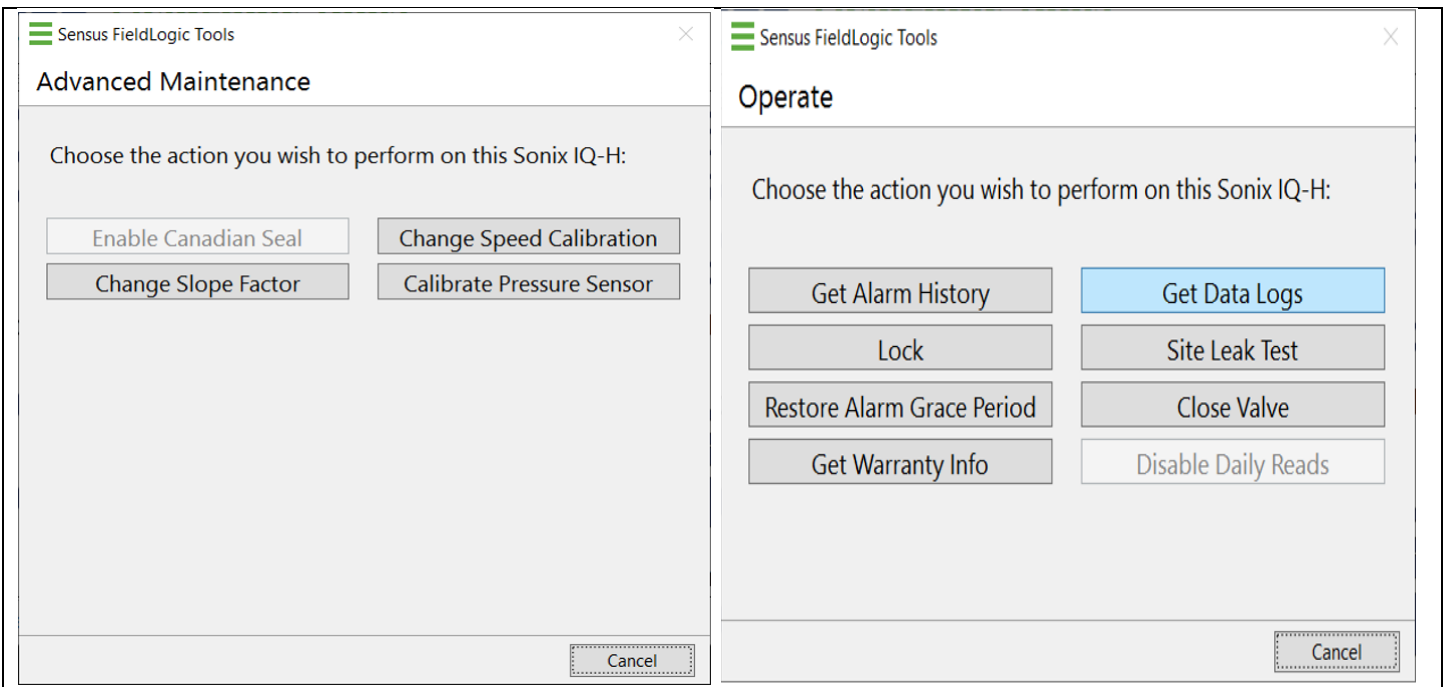 Sensus FieldLogic Tools
Advanced Maintenance
Choose the action you wish to perform on this Sonix IQ-H:
Enable Canadian Seal
Change Speed Calibration
Change Slope Factor
Calibrate Pressure Sensor
Cancel
Sensus FieldLogic Tools
Operate
Choose the action you wish to perform on this Sonix IQ-H:
Get Alarm History
Get Data Logs
Lock
Site Leak Test
Restore Alarm Grace Period
Close Valve
Get Warranty Info
Disable Daily Reads
Cancel